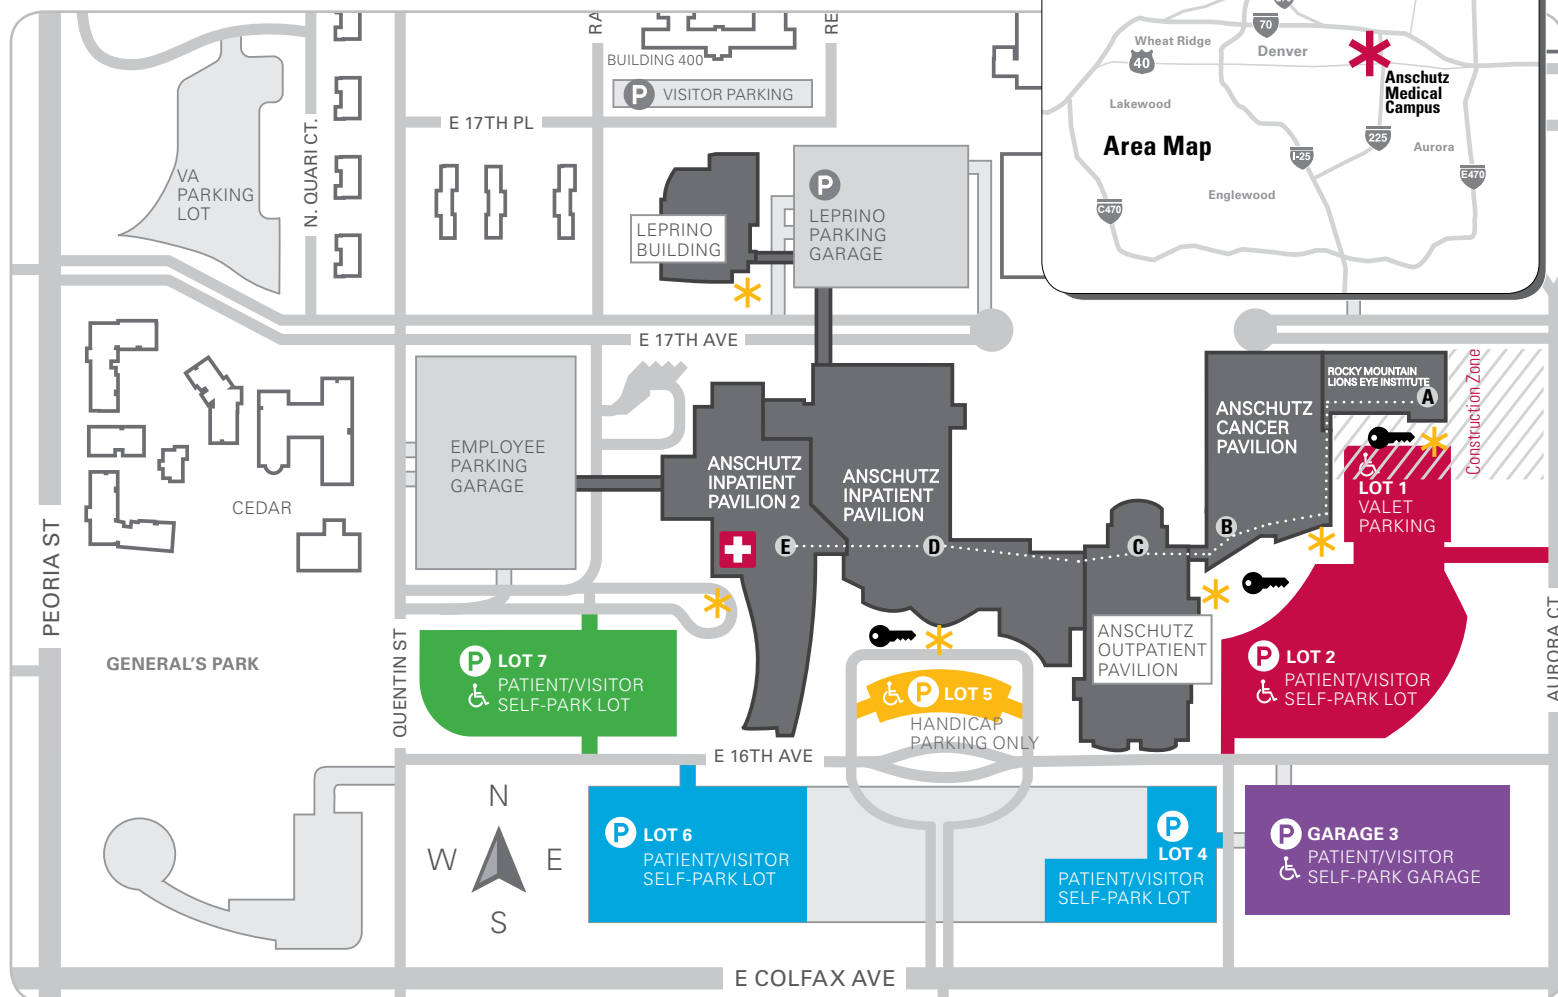 RA
RE
BUILDING 400
P VISITOR PARKING
E 17TH PL
N. QUARI CT.
VA
PARKING
LOT
70
Wheat Ridge
Denver
40
Anschutz
Medical
Campus
Lakewood
225
Area Map
Aurora
I-25
E470
Englewood
C470
P
LEPRINO
PARKING
GARAGE
LEPRINO
BUILDING
E 17TH AVE
ROCKY MOUNTAIN
LIONS EYE INSTITUTE
A
Construction Zone
ANSCHUTZ
CANCER
PAVILION
EMPLOYEE
PARKING
GARAGE
ANSCHUTZ
INPATIENT
PAVILION 2
ANSCHUTZ
INPATIENT
PAVILION
LOT 1
VALET
PARKING
CEDAR
PEORIA ST
E
D
C
B
GENERAL'S PARK
QUENTIN ST
P LOT 7
PATIENT/VISITOR
SELF-PARK LOT
P LOT 5
HANDICAP
PARKING ONLY
ANSCHUTZ
OUTPATIENT
PAVILION
P LOT 2
PATIENT/VISITOR
SELF-PARK LOT
AURORA CT
E 16TH AVE
N
W
E
S
P LOT 6
PATIENT/VISITOR
SELF-PARK LOT
P
LOT 4
PATIENT/VISITOR
SELF-PARK LOT
P GARAGE 3
PATIENT/VISITOR
SELF-PARK GARAGE
E COLFAX AVE